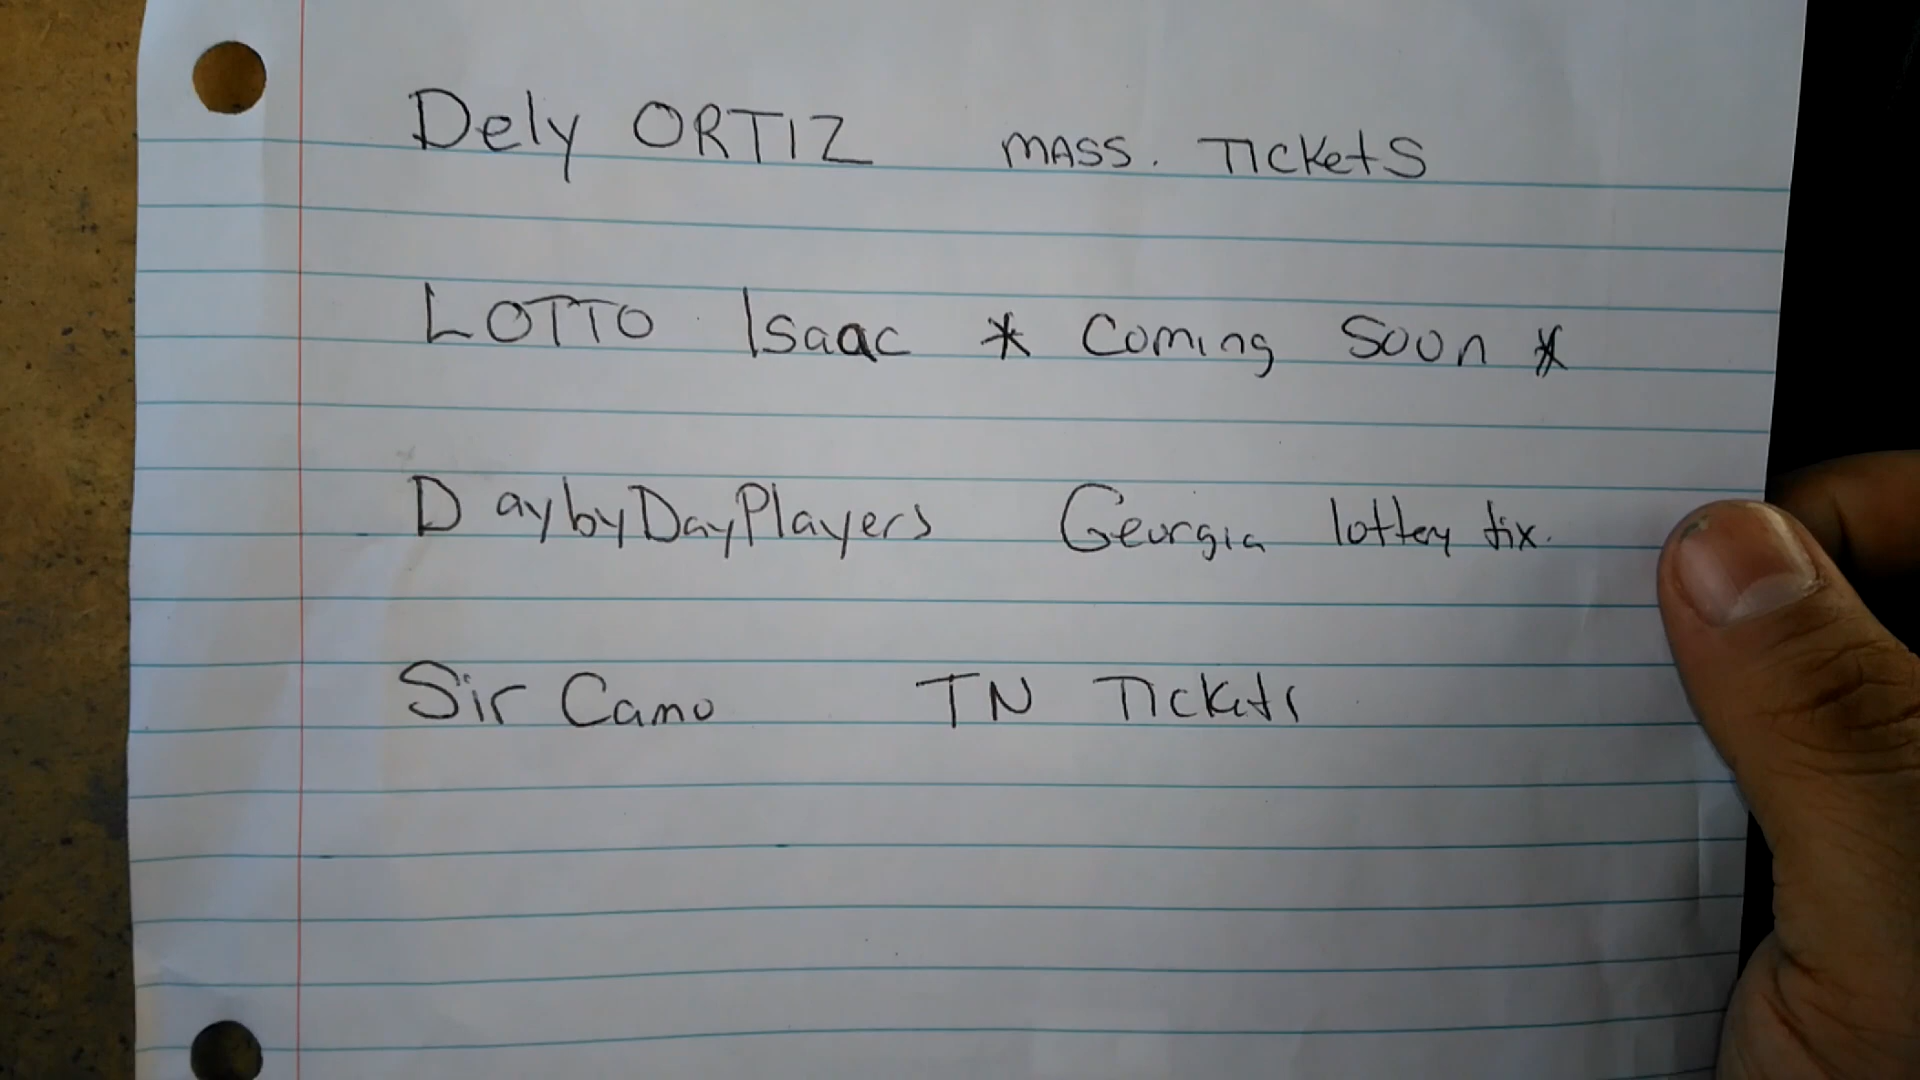 Dely ORTIZ MASS. TIckets
LOTTO Isaac * Coming Soon *
DaybyDayPlayers Georgia lottery tix.
Sir Camo TN TIckets